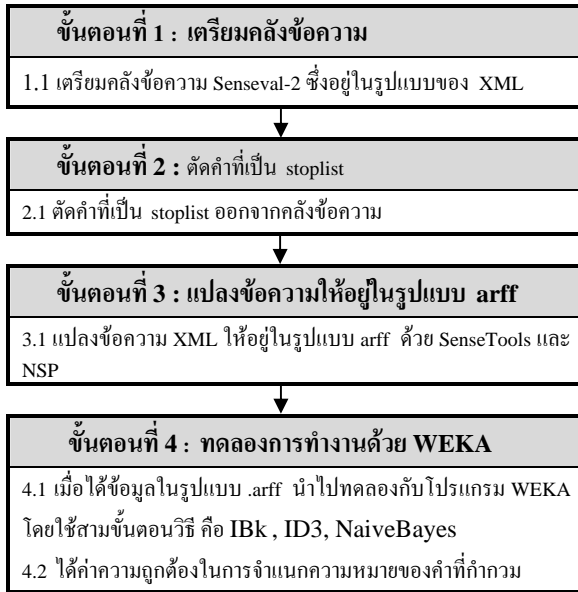 ขั้นตอนที่ 1 : เตรียมคลังข้อความ
1.1 เตรียมคลังข้อความ Senseval-2 ซึ่งอยู่ในรูปแบบของ XML
ขั้นตอนที่ 2 : ตัดคำที่เป็น stoplist
2.1 ตัดคำที่เป็น stoplist ออกจากคลังข้อความ
ขั้นตอนที่ 3 : แปลงข้อความให้อยู่ในรูปแบบ arff
3.1 แปลงข้อความ XML ให้อยู่ในรูปแบบ arff ด้วย SenseTools และ
NSP
ขั้นตอนที่ 4 : ทดลองการทำงานด้วย WEKA
4.1 เมื่อได้ข้อมูลในรูปแบบ .arff นำไปทดลองกับโปรแกรม WEKA
โดยใช้สามขั้นตอนวิธี คือ IBk , ID3, NaiveBayes
4.2 ได้ค่าความถูกต้องในการจำแนกความหมายของคำที่กำกวม